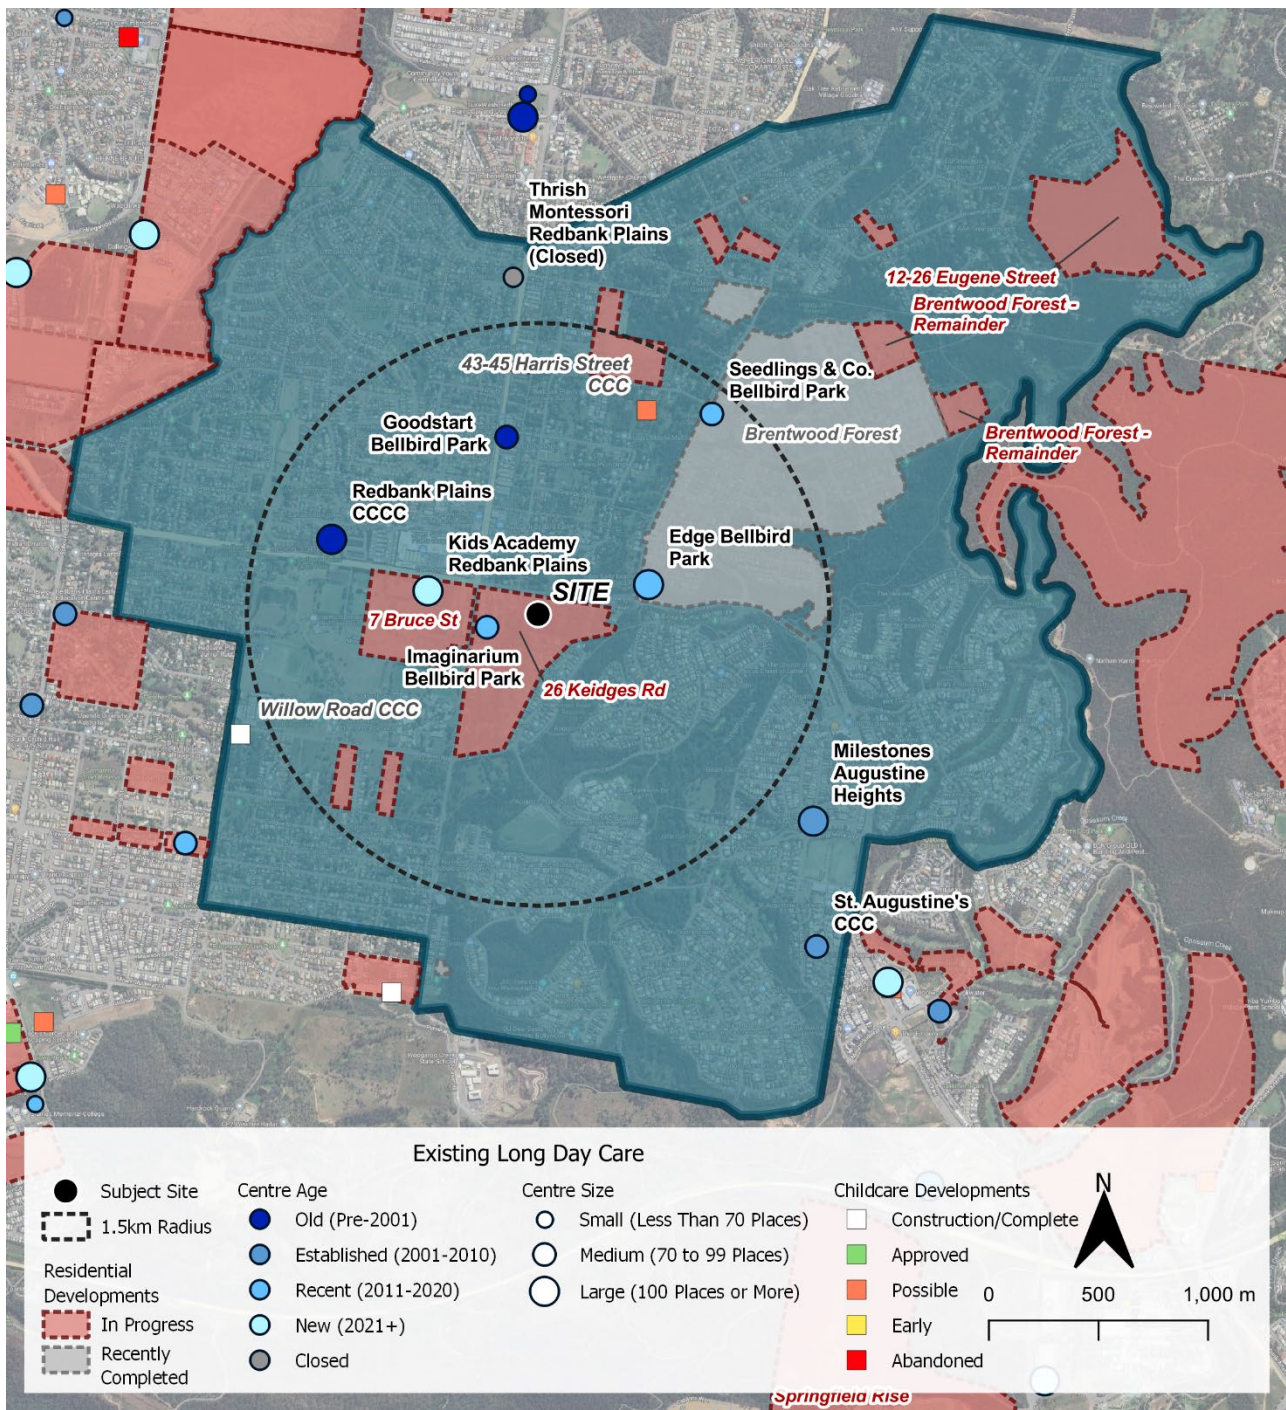 Thrish
Montessori
Redbank Plains
(Closed)
12-26 Eugene Street
Brentwood Forest -
Remainder
43-45 Harris Street
CCC
Seedlings & Co.
Bellbird Park
Goodstart
Bellbird Park
Brentwood Forest
Brentwood Forest -
Remainder
Redbank Plains
CCCC
Kids Academy
Redbank Plains
Edge Bellbird
Park
SITE
7 Bruce St
Imaginarium
Bellbird Park
26 Keidges Rd
Willow Road CCC
Milestones
Augustine
Heights
St. Augustine's
CCC
Existing Long Day Care
Subject Site
1.5km Radius
Residential
Developments
In Progress
Recently
Completed
Centre Age
Old (Pre-2001)
Established (2001-2010)
Recent (2011-2020)
New (2021+)
Closed
Centre Size
Small (Less Than 70 Places)
Medium (70 to 99 Places)
Large (100 Places or More)
Childcare Developments
Construction/Complete
Approved
Possible
Early
Abandoned
N
0 500 1,000 m
Springfield Rise